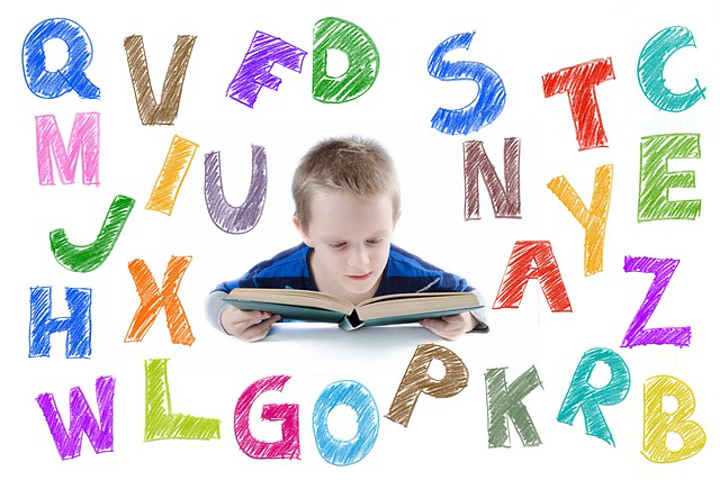 Q V F D S T C
M I U N Y E
J X A Z
H
W L G O P K R B